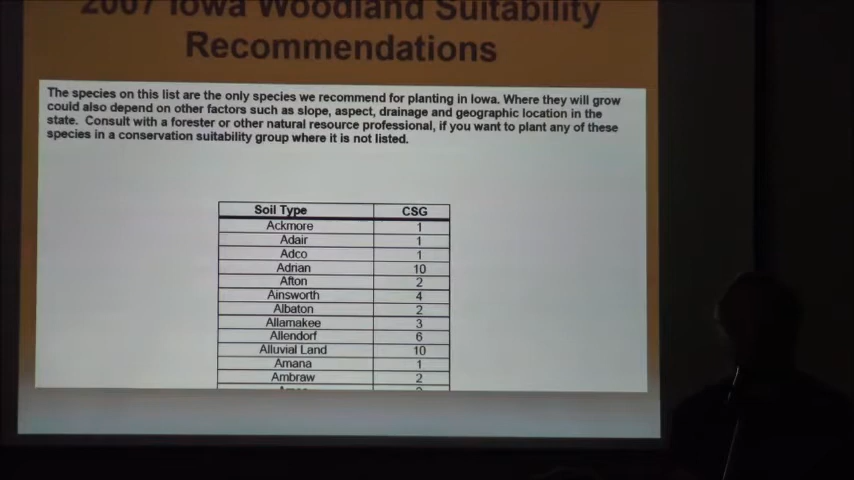 2007 Iowa Woodland Suitability
Recommendations
The species on this list are the only species we recommend for planting in Iowa. Where they will grow
could also depend on other factors such as slope, aspect, drainage and geographic location in the
state. Consult with a forester or other natural resource professional, if you want to plant any of these
species in a conservation suitability group where it is not listed.
Soil Type CSG
Ackmore 1
Adair 1
Adco 1
Adrian 10
Afton 2
Ainsworth 4
Albaton 2
Allamakee 3
Allendorf 6
Alluvial Land 10
Amana 1
Ambraw 2